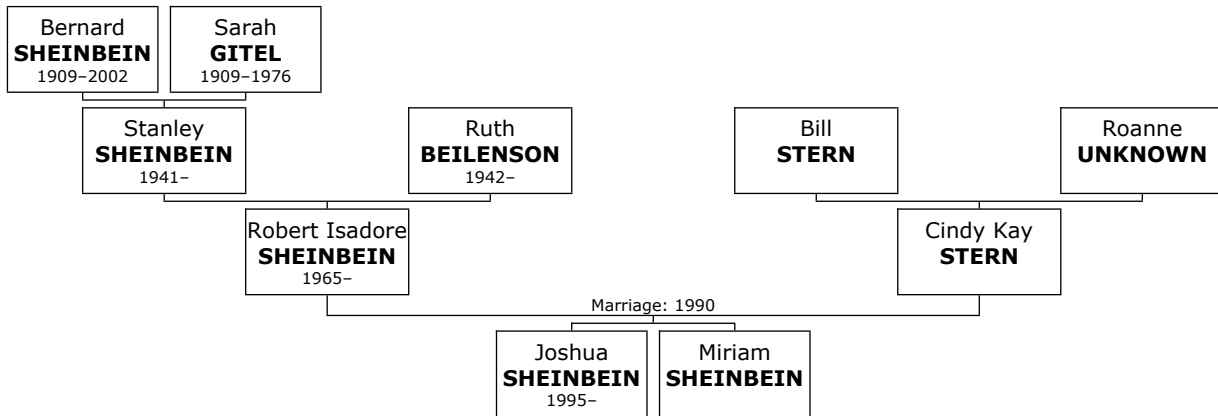 Bernard
SHEINBEIN
1909–2002
Sarah
GITEL
1909–1976
Stanley
SHEINBEIN
1941–
Ruth
BEILENSON
1942–
Bill
STERN
Roanne
UNKNOWN
Robert Isadore
SHEINBEIN
1965–
Cindy Kay
STERN
Marriage: 1990
Joshua
SHEINBEIN
1995–
Miriam
SHEINBEIN